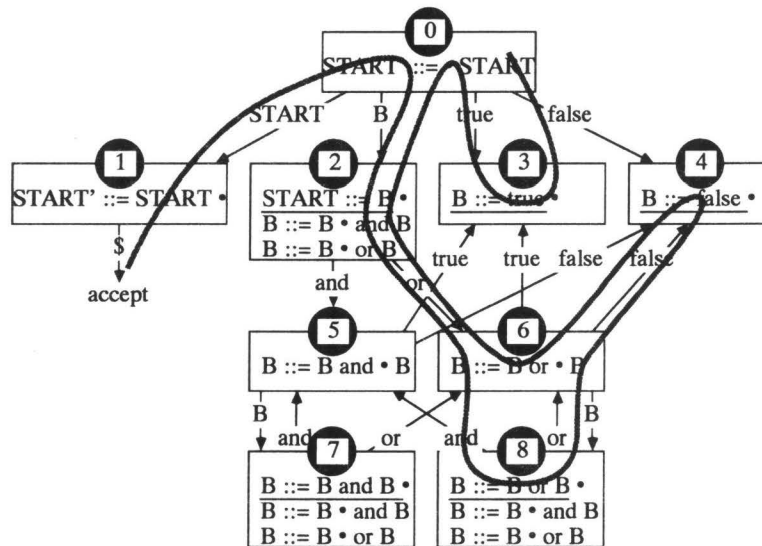 0
START ::= • START
START B true false
1 2 3 4
START' ::= START •
START ::= B •
B ::= B • and B
B ::= B • or B
B ::= true •
B ::= false •
$
accept
and or true true false false
5 6
B ::= B and • B
B ::= B or • B
B and or and or B
7 8
B ::= B and B •
B ::= B • and B
B ::= B • or B
B ::= B or B •
B ::= B • and B
B ::= B • or B